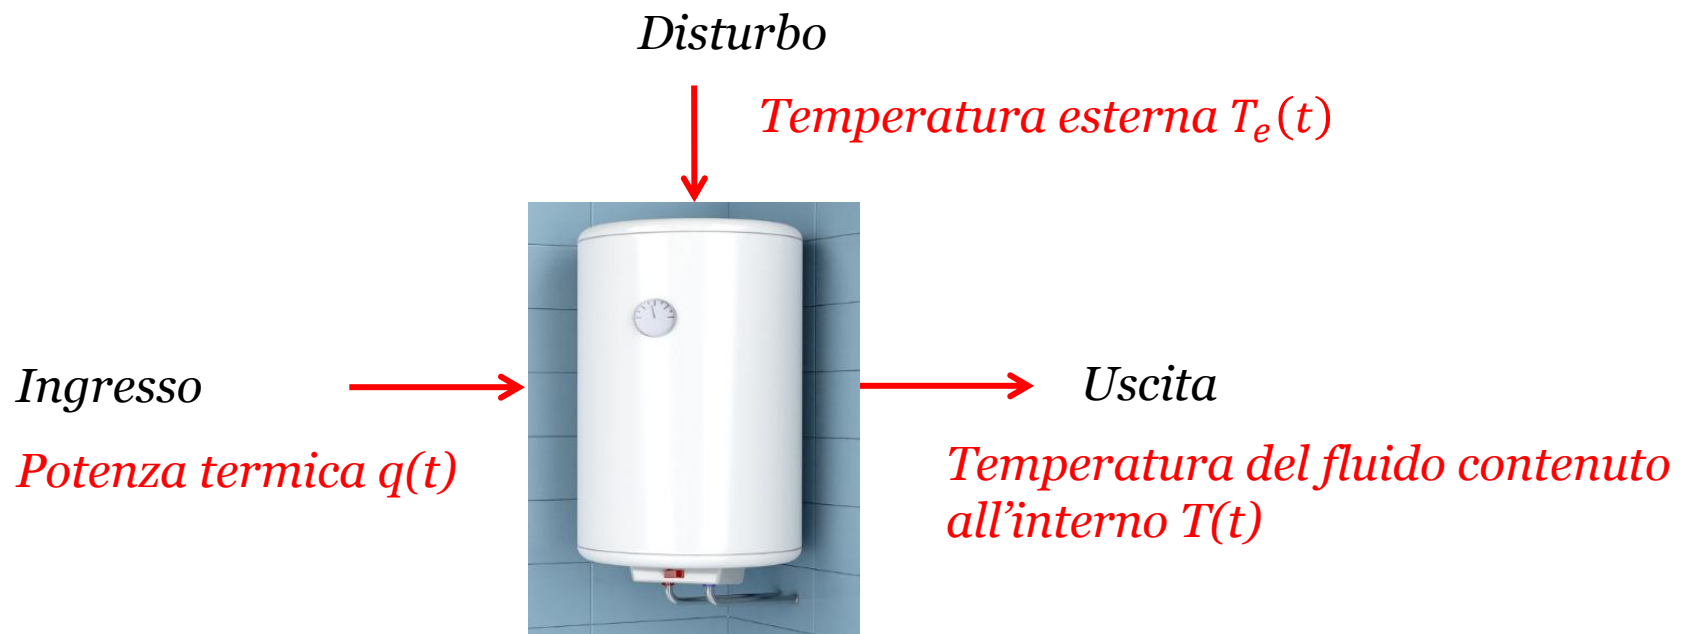 Disturbo
Temperatura esterna Tₑ(t)
Ingresso
Uscita
Potenza termica q(t)
Temperatura del fluido contenuto
all’interno T(t)